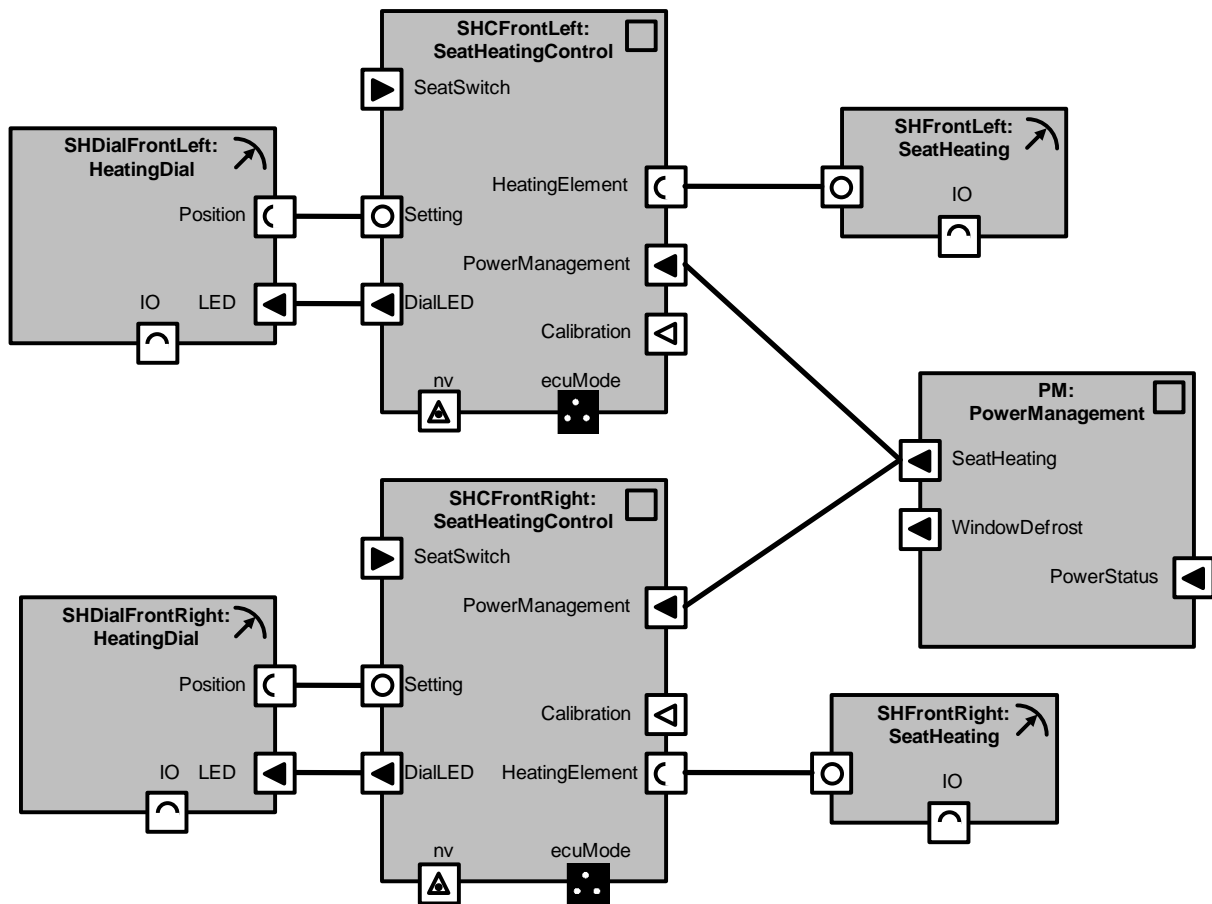 SHCFrontLeft:
SeatHeatingControl
SeatSwitch
SHDialFrontLeft:
HeatingDial
SHFrontLeft:
SeatHeating
HeatingElement
IO
Position
Setting
PowerManagement
IO
LED
DialLED
Calibration
nv
ecuMode
PM:
PowerManagement
SeatHeating
SHCFrontRight:
SeatHeatingControl
WindowDefrost
SeatSwitch
PowerStatus
PowerManagement
SHDialFrontRight:
HeatingDial
Position
Setting
SHFrontRight:
SeatHeating
Calibration
IO
LED
DialLED
HeatingElement
IO
nv
ecuMode